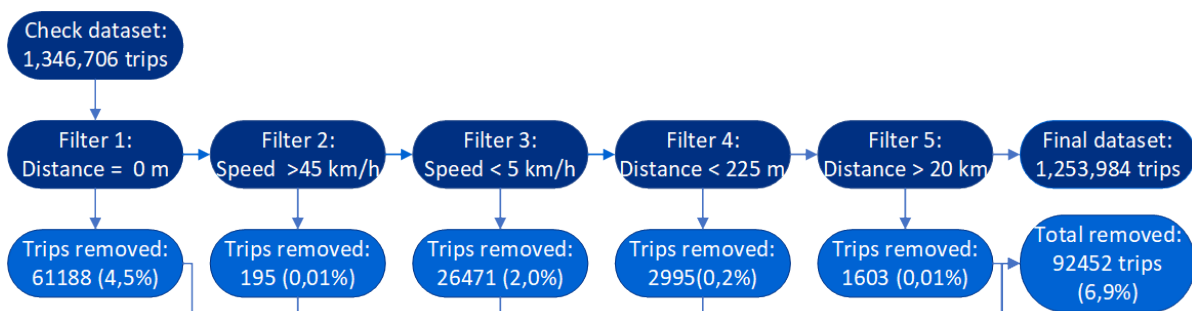 Check dataset:
1,346,706 trips
Filter 1:
Distance = 0 m
Filter 2:
Speed >45 km/h
Filter 3:
Speed < 5 km/h
Filter 4:
Distance < 225 m
Filter 5:
Distance > 20 km
Final dataset:
1,253,984 trips
Trips removed:
61188 (4,5%)
Trips removed:
195 (0,01%)
Trips removed:
26471 (2,0%)
Trips removed:
2995(0,2%)
Trips removed:
1603 (0,01%)
Total removed:
92452 trips
(6,9%)